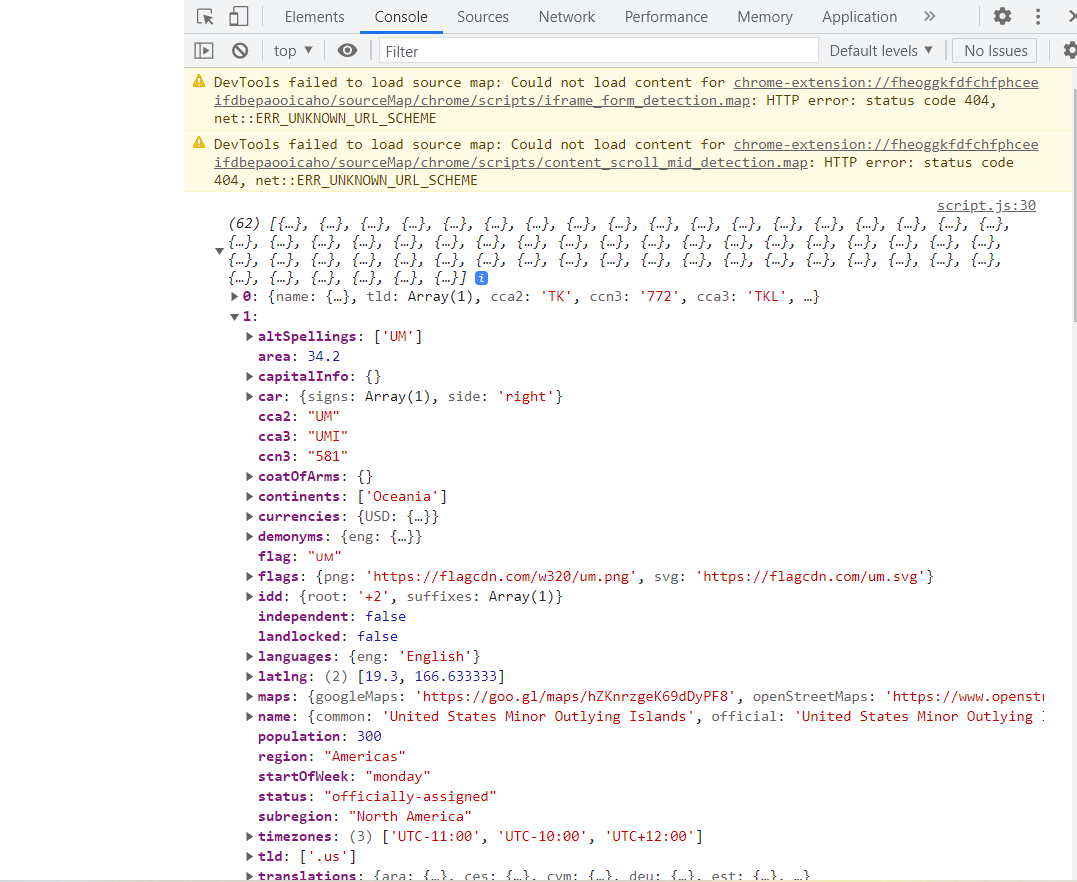 Elements Console Sources Network Performance Memory Application »
top ▼ Filter Default levels ▼ No Issues
DevTools failed to load source map: Could not load content for chrome-extension://fheoggkfdfchfphcee
ifdbepaooicaho/sourceMap/chrome/scripts/iframe_form_detection.map: HTTP error: status code 404,
net::ERR_UNKNOWN_URL_SCHEME
DevTools failed to load source map: Could not load content for chrome-extension://fheoggkfdfchfphcee
ifdbepaooicaho/sourceMap/chrome/scripts/content_scroll_mid_detection.map: HTTP error: status code
404, net::ERR_UNKNOWN_URL_SCHEME
script.js:30
(62) [{…}, {…}, {…}, {…}, {…}, {…}, {…}, {…}, {…}, {…}, {…}, {…}, {…}, {…}, {…}, {…}, {…}, {…},
{…}, {…}, {…}, {…}, {…}, {…}, {…}, {…}, {…}, {…}, {…}, {…}, {…}, {…}, {…}, {…}, {…}, {…}, {…},
{…}, {…}, {…}, {…}, {…}, {…}, {…}, {…}, {…}, {…}, {…}, {…}, {…}, {…}, {…}, {…}, {…}, {…}, {…},
{…}, {…}, {…}, {…}, {…}, {…}] i
▶ 0: {name: {…}, tld: Array(1), cca2: 'TK', ccn3: '772', cca3: 'TKL', …}
▼ 1:
▶ altSpellings: ['UM']
area: 34.2
▶ capitalInfo: {}
▶ car: {signs: Array(1), side: 'right'}
cca2: "UM"
cca3: "UMI"
ccn3: "581"
▶ coatOfArms: {}
▶ continents: ['Oceania']
▶ currencies: {USD: {…}}
▶ demonyms: {eng: {…}}
flag: "🇺🇲"
▶ flags: {png: 'https://flagcdn.com/w320/um.png', svg: 'https://flagcdn.com/um.svg'}
▶ idd: {root: '+2', suffixes: Array(1)}
independent: false
landlocked: false
▶ languages: {eng: 'English'}
▶ latlng: (2) [19.3, 166.633333]
▶ maps: {googleMaps: 'https://goo.gl/maps/hZKnrzgeK69dDyPF8', openStreetMaps: 'https://www.openstr
▶ name: {common: 'United States Minor Outlying Islands', official: 'United States Minor Outlying I
population: 300
region: "Americas"
startOfWeek: "monday"
status: "officially-assigned"
subregion: "North America"
▶ timezones: (3) ['UTC-11:00', 'UTC-10:00', 'UTC+12:00']
▶ tld: ['.us']
▶ translations: {ara: {…}, ces: {…}, cym: {…}, deu: {…}, est: {…}, …}